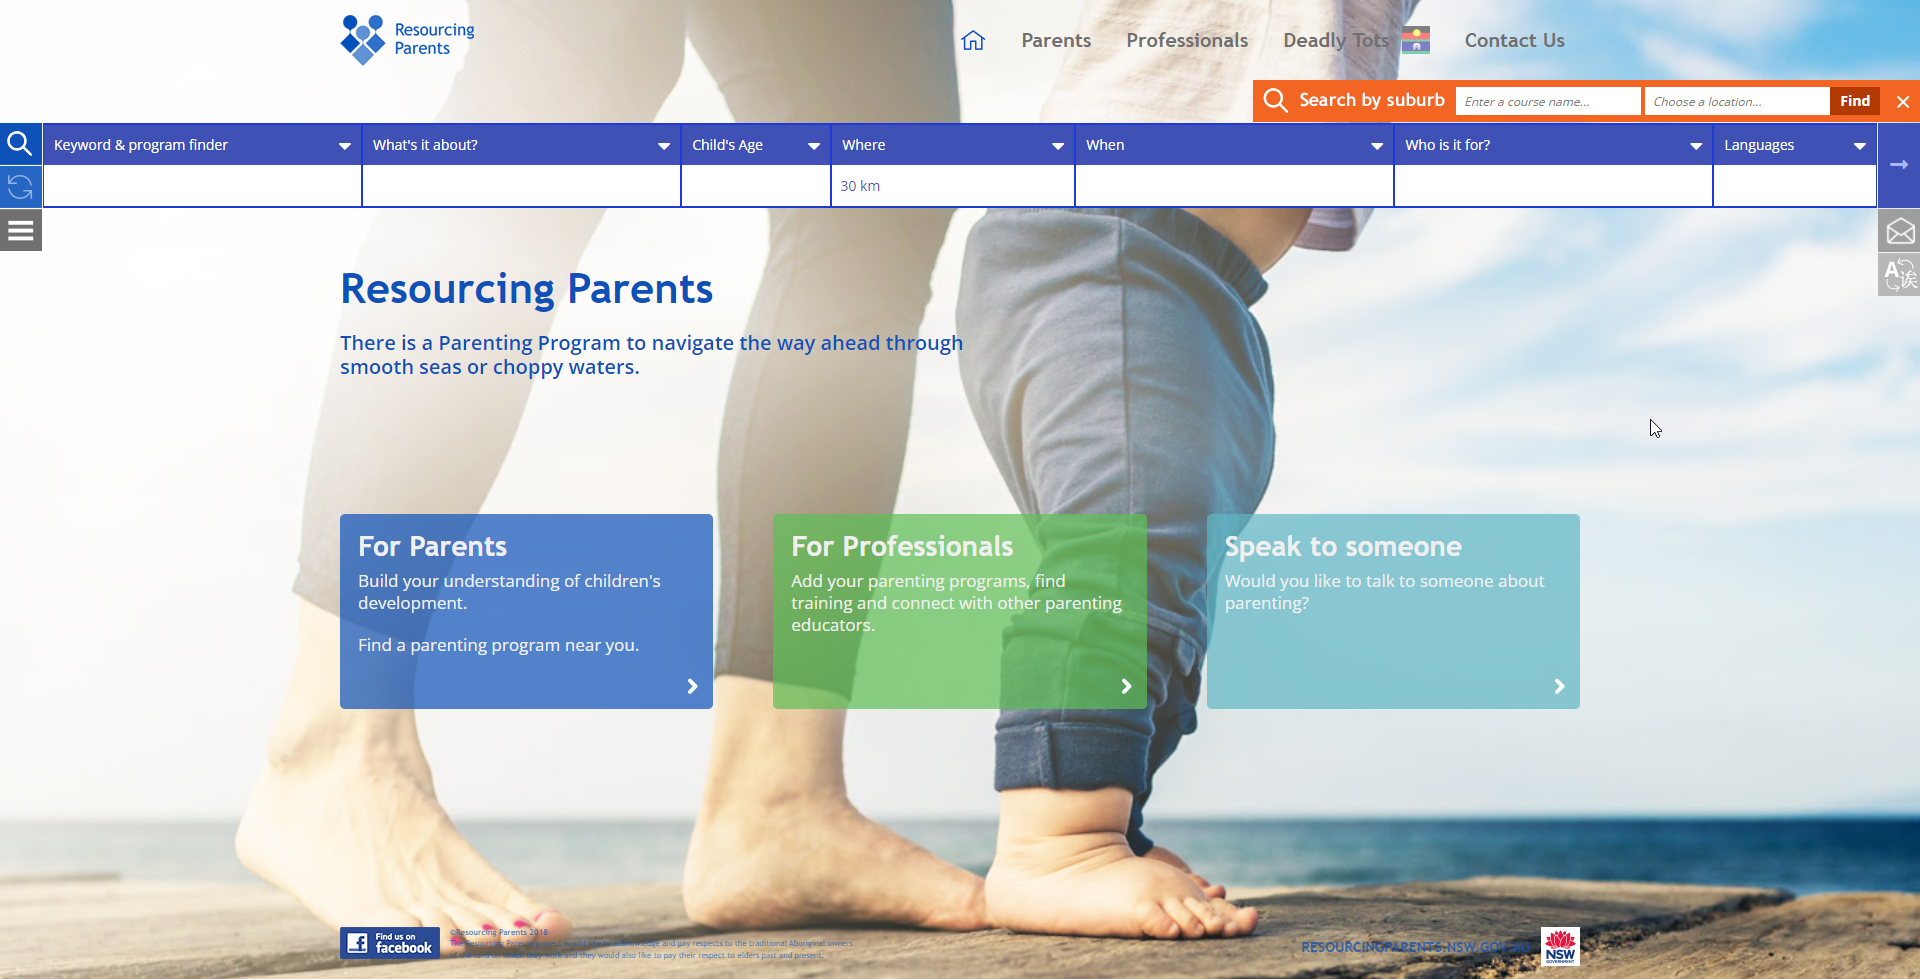 Resourcing
Parents
Parents
Professionals
Deadly Tots
Contact Us
Search by suburb
Enter a course name...
Choose a location...
Find
Keyword & program finder
What's it about?
Child's Age
Where
When
Who is it for?
Languages
30 km
A 诶
Resourcing Parents
There is a Parenting Program to navigate the way ahead through
smooth seas or choppy waters.
For Parents
Build your understanding of children's
development.
Find a parenting program near you.
For Professionals
Add your parenting programs, find
training and connect with other parenting
educators.
Speak to someone
Would you like to talk to someone about
parenting?
Find us on
facebook
©Resourcing Parents 2018
The Resourcing Parents project would like to acknowledge and pay respects to the traditional Aboriginal owners
of the land on which they work and they would also like to pay their respect to elders past and present.
RESOURCINGPARENTS.NSW.GOV.AU
NSW
GOVERNMENT